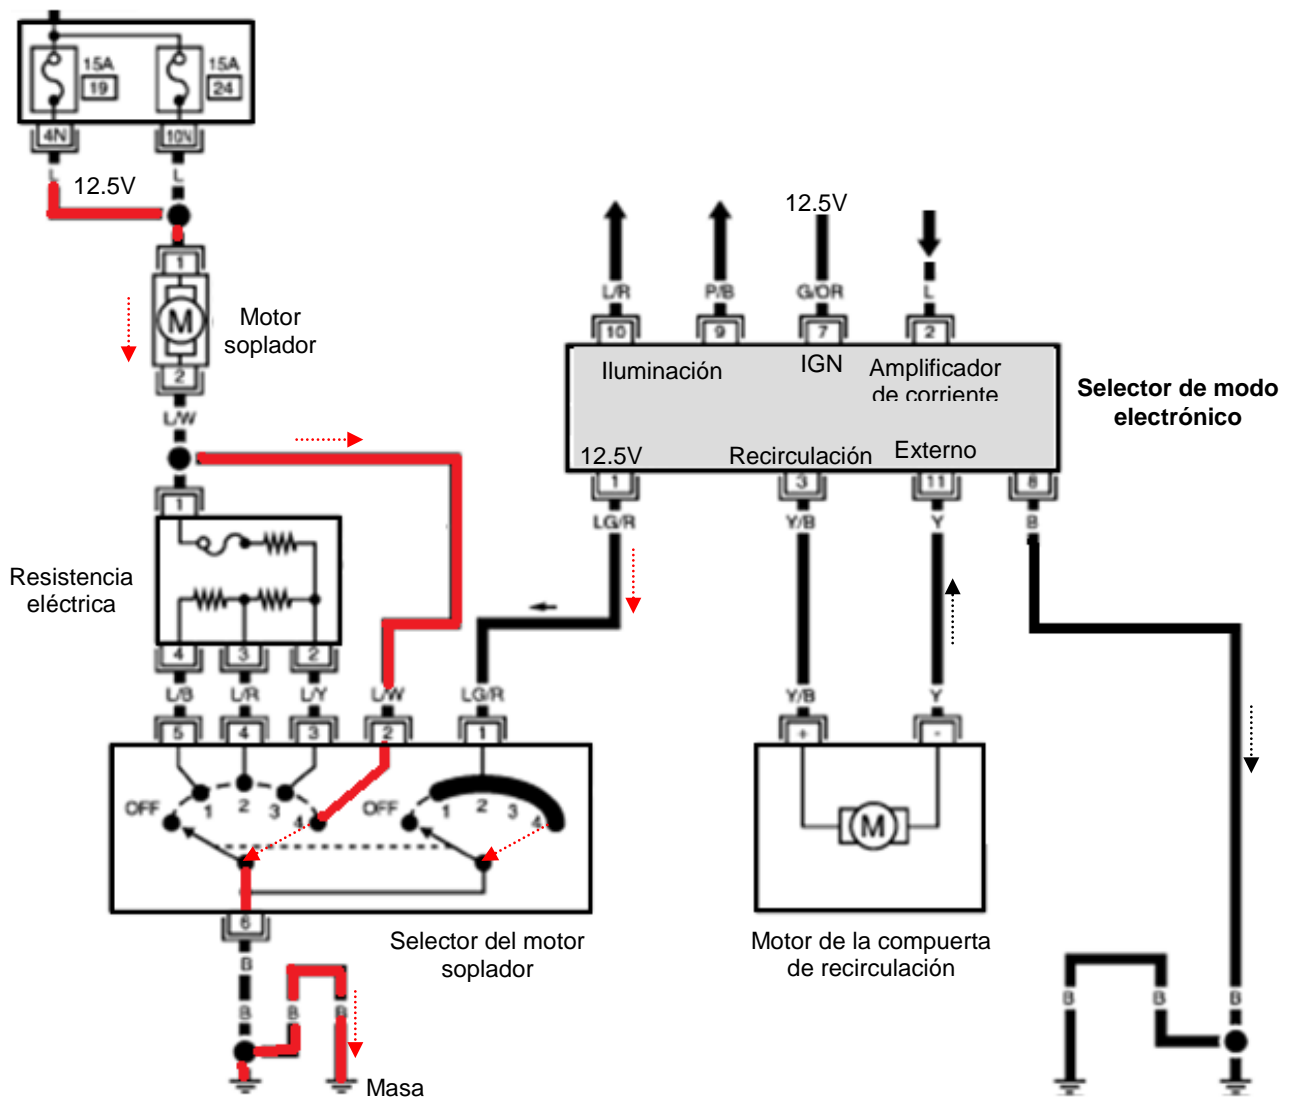 15A
19
15A
24
4N
10N
L
L
12.5V
1
M
Motor
soplador
2
L/W
12.5V
L/R
P/B
G/OR
L
10
9
7
2
Iluminación
IGN
Amplificador
de corriente
Selector de modo
electrónico
12.5V
Recirculación
Externo
1
3
11
8
LG/R
Y/B
Y
B
1
Resistencia
eléctrica
4
3
2
L/B
L/R
L/Y
L/W
LG/R
Y/B
Y
5
4
3
2
1
+
-
OFF
1
2
3
4
OFF
1
2
3
4
M
6
Selector del motor
soplador
Motor de la compuerta
de recirculación
B
B
B
B
B
B
B
Masa